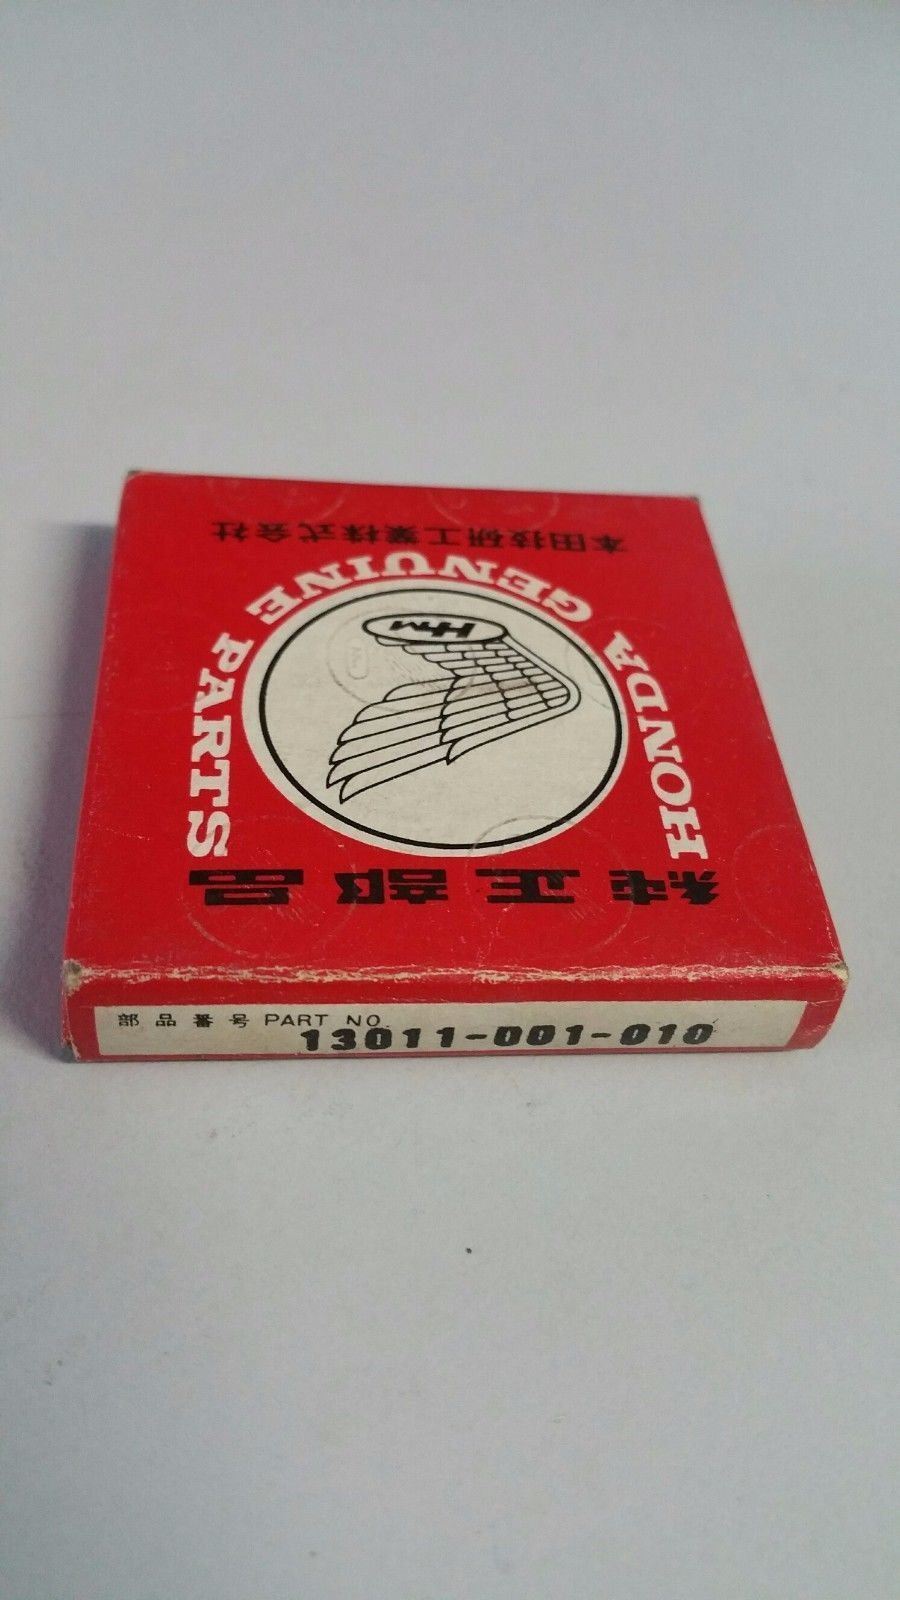 本田技研工業株式会社
HONDA GENUINE PARTS
HM
純正部品
部品番号 PART NO.
13011-001-010